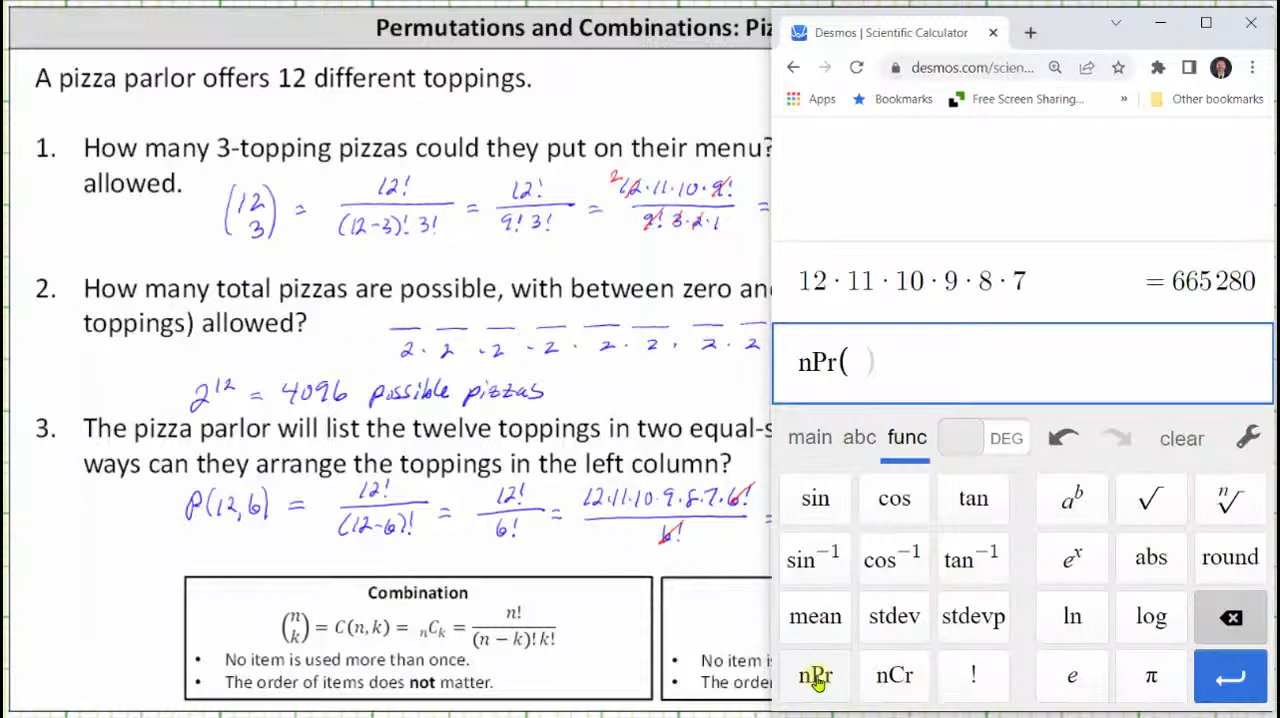 Permutations and Combinations: Piz
A pizza parlor offers 12 different toppings.
1. How many 3-topping pizzas could they put on their menu?
allowed.
(12 3) = 12! / (12-3)! 3! = 12! / 9! 3! = 2 12·11·10·9! / 9! 3·2·1 =
2. How many total pizzas are possible, with between zero an
toppings) allowed?
2 · 2 · 2 · 2 · 2 · 2 · 2 · 2
2^12 = 4096 possible pizzas
3. The pizza parlor will list the twelve toppings in two equal-s
ways can they arrange the toppings in the left column?
P(12,6) = 12! / (12-6)! = 12! / 6! = 12·11·10·9·8·7·6! / 6! =
Combination
(n k) = C(n, k) = nCk = n! / (n − k)! k!
• No item is used more than once.
• The order of items does not matter.
• No item is
• The orde
Desmos | Scientific Calculator
desmos.com/scien...
Apps Bookmarks Free Screen Sharing... » Other bookmarks
12 · 11 · 10 · 9 · 8 · 7 = 665 280
nPr( )
main abc func DEG clear
sin cos tan a^b √ ⁿ√
sin⁻¹ cos⁻¹ tan⁻¹ e^x abs round
mean stdev stdevp ln log
nPr nCr ! e π